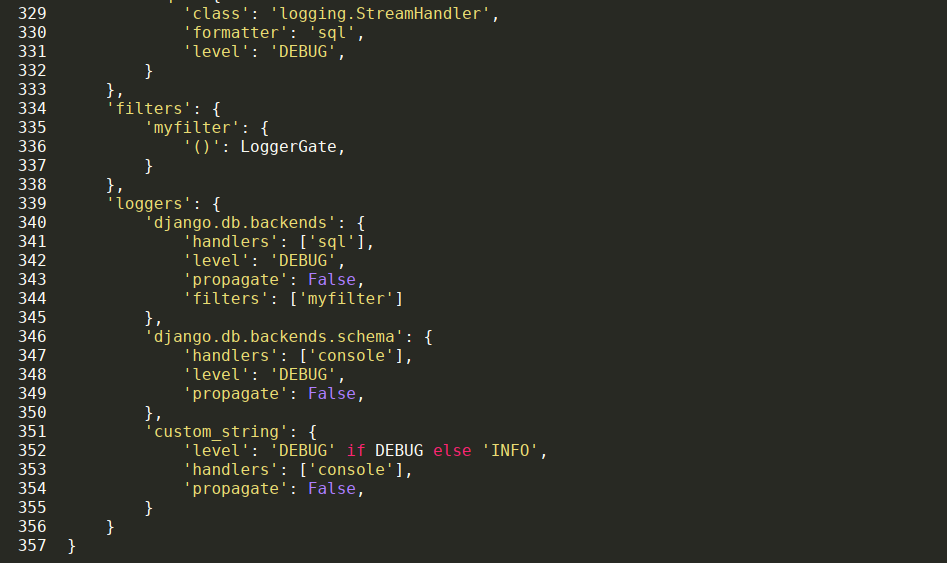 329             'class': 'logging.StreamHandler',
330             'formatter': 'sql',
331             'level': 'DEBUG',
332         }
333     },
334     'filters': {
335         'myfilter': {
336             '()': LoggerGate,
337         }
338     },
339     'loggers': {
340         'django.db.backends': {
341             'handlers': ['sql'],
342             'level': 'DEBUG',
343             'propagate': False,
344             'filters': ['myfilter']
345         },
346         'django.db.backends.schema': {
347             'handlers': ['console'],
348             'level': 'DEBUG',
349             'propagate': False,
350         },
351         'custom_string': {
352             'level': 'DEBUG' if DEBUG else 'INFO',
353             'handlers': ['console'],
354             'propagate': False,
355         }
356     }
357 }